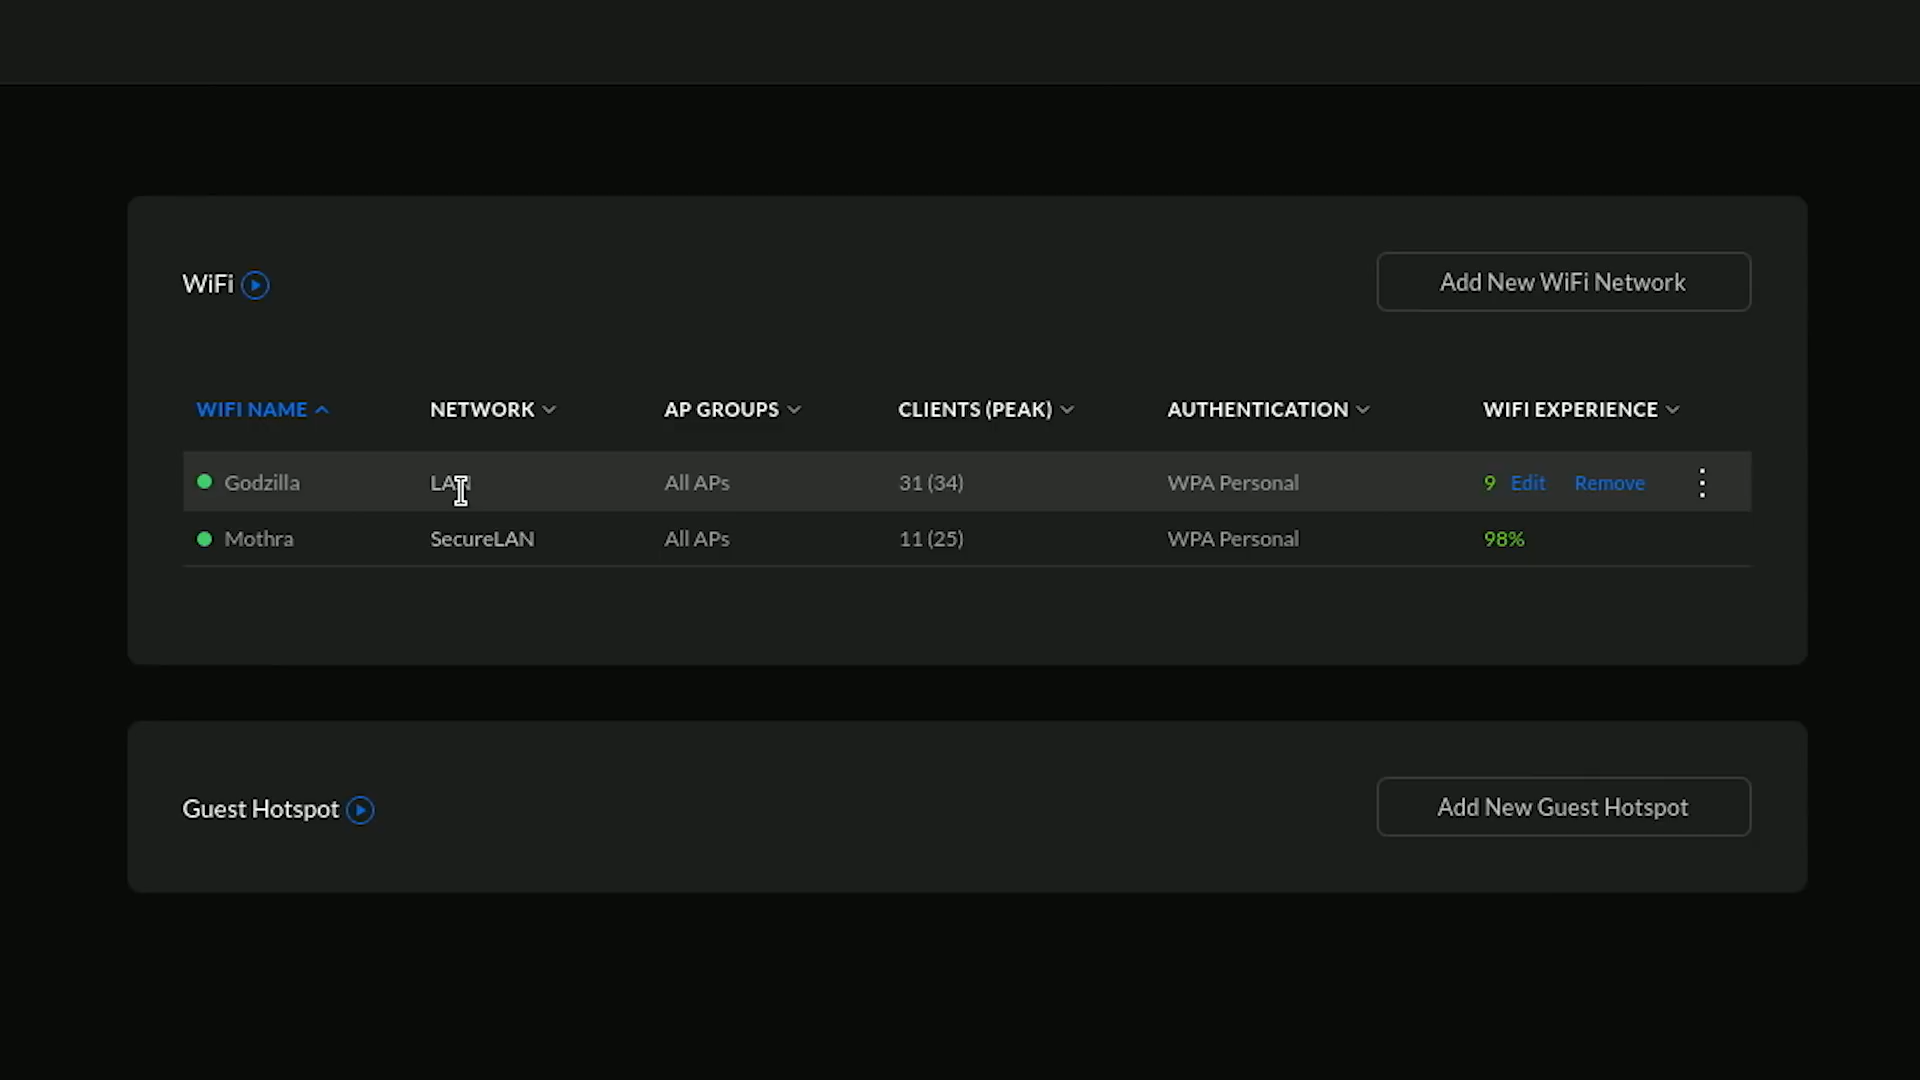 WiFi
Add New WiFi Network
WIFI NAME NETWORK AP GROUPS CLIENTS (PEAK) AUTHENTICATION WIFI EXPERIENCE
Godzilla LAN All APs 31 (34) WPA Personal 9 Edit Remove
Mothra SecureLAN All APs 11 (25) WPA Personal 98%
Guest Hotspot
Add New Guest Hotspot